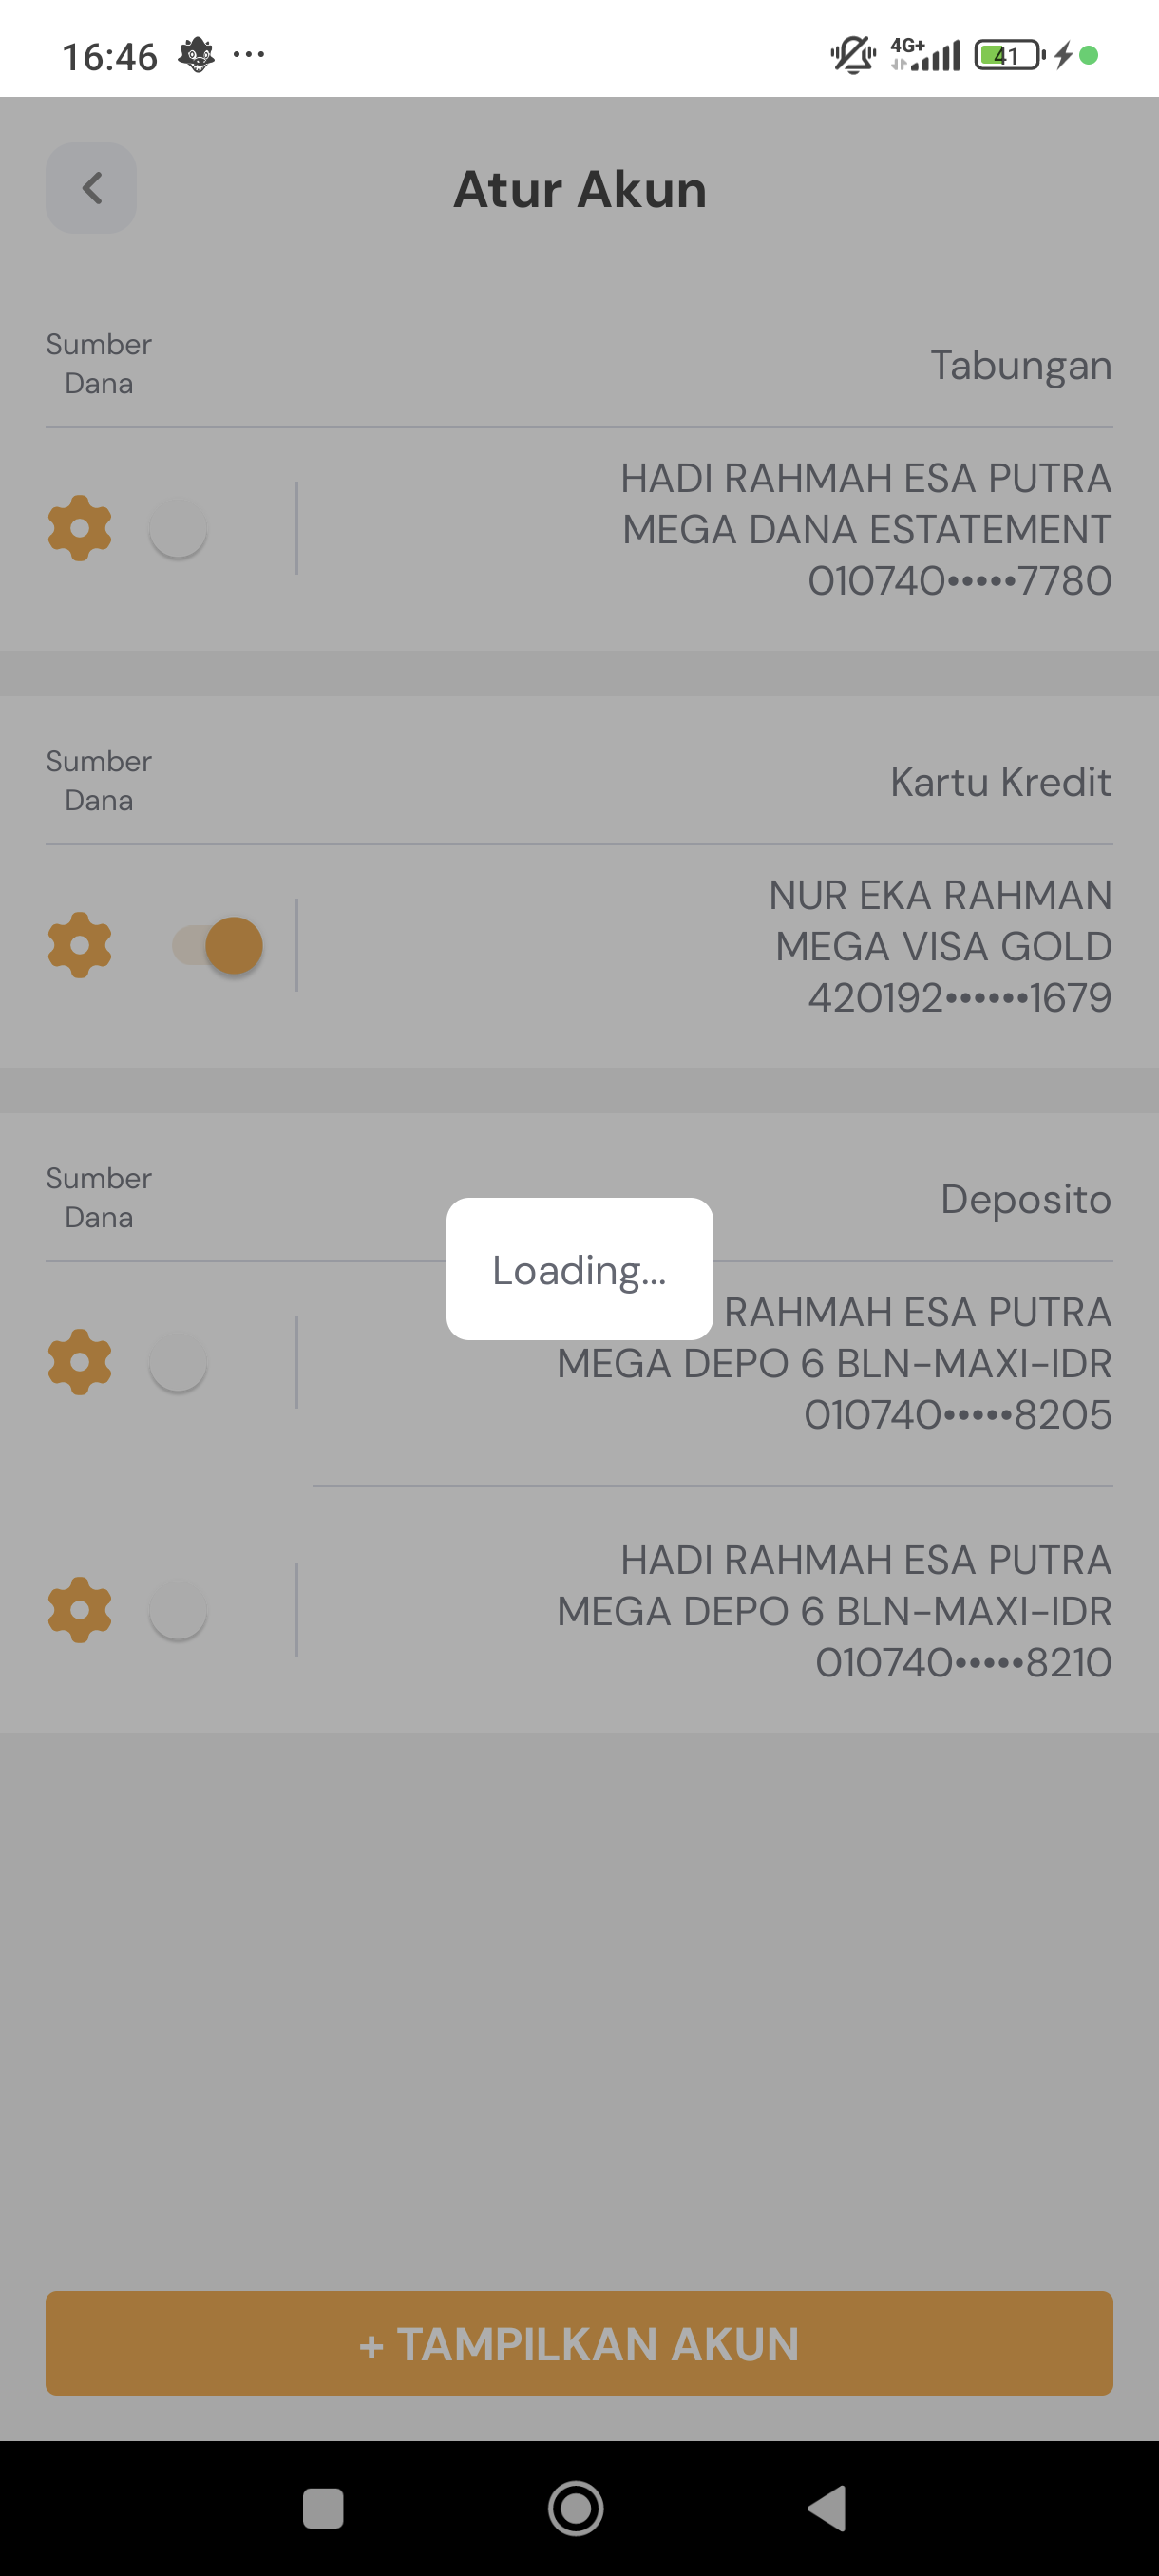 16:46
4G+
41
Atur Akun
Sumber
Dana
Tabungan
HADI RAHMAH ESA PUTRA
MEGA DANA ESTATEMENT
010740•••••7780
Sumber
Dana
Kartu Kredit
NUR EKA RAHMAN
MEGA VISA GOLD
420192••••••1679
Sumber
Dana
Deposito
Loading...
RAHMAH ESA PUTRA
MEGA DEPO 6 BLN-MAXI-IDR
010740•••••8205
HADI RAHMAH ESA PUTRA
MEGA DEPO 6 BLN-MAXI-IDR
010740•••••8210
+ TAMPILKAN AKUN